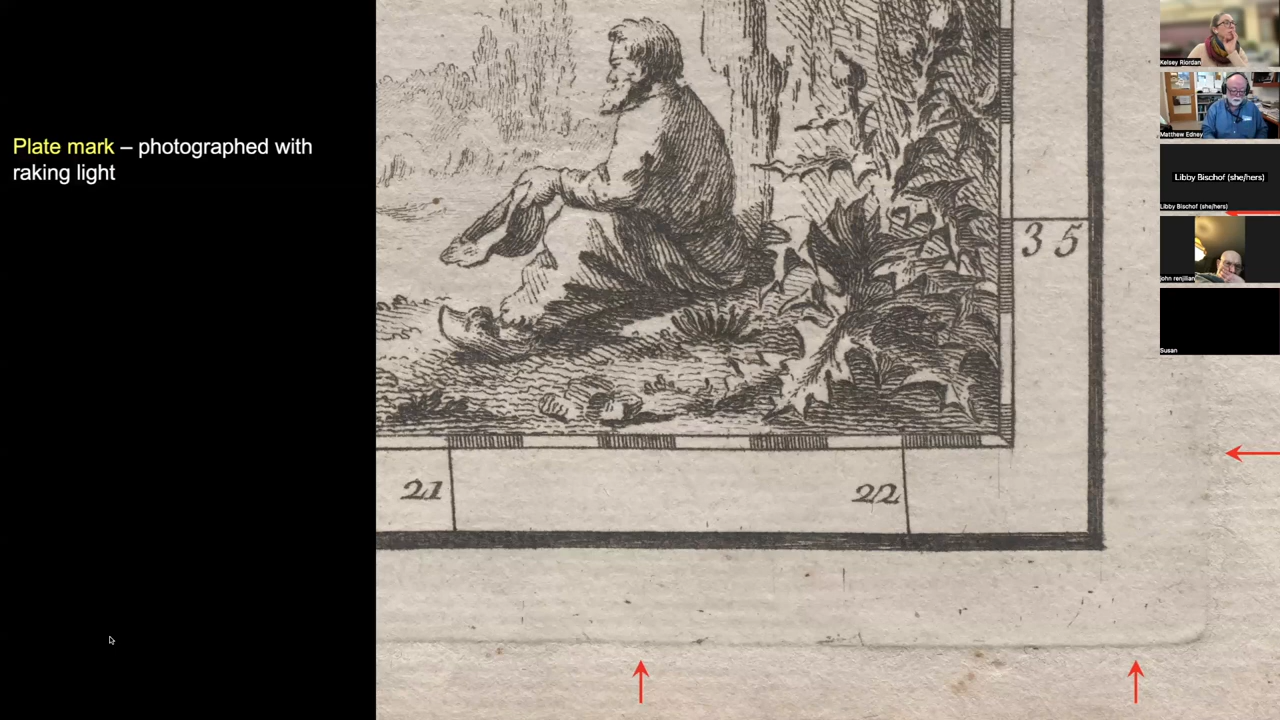 Plate mark – photographed with
raking light
35
21
22
Kelsey Riordan
Matthew Edney
Libby Bischof (she/hers)
Libby Bischof (she/hers)
john renjilian
Susan